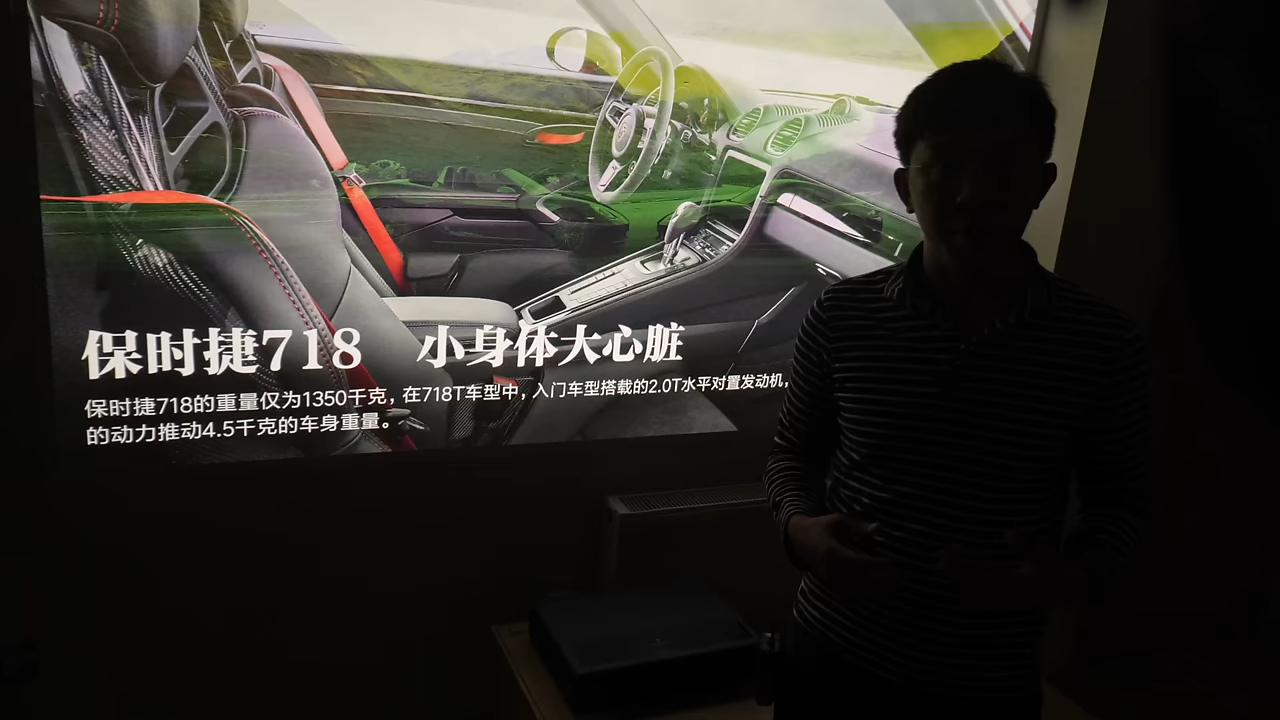 保时捷718 小身体大心脏
保时捷718的重量仅为1350千克，在718T车型中，入门车型搭载的2.0T水平对置发动机，
的动力推动4.5千克的车身重量。